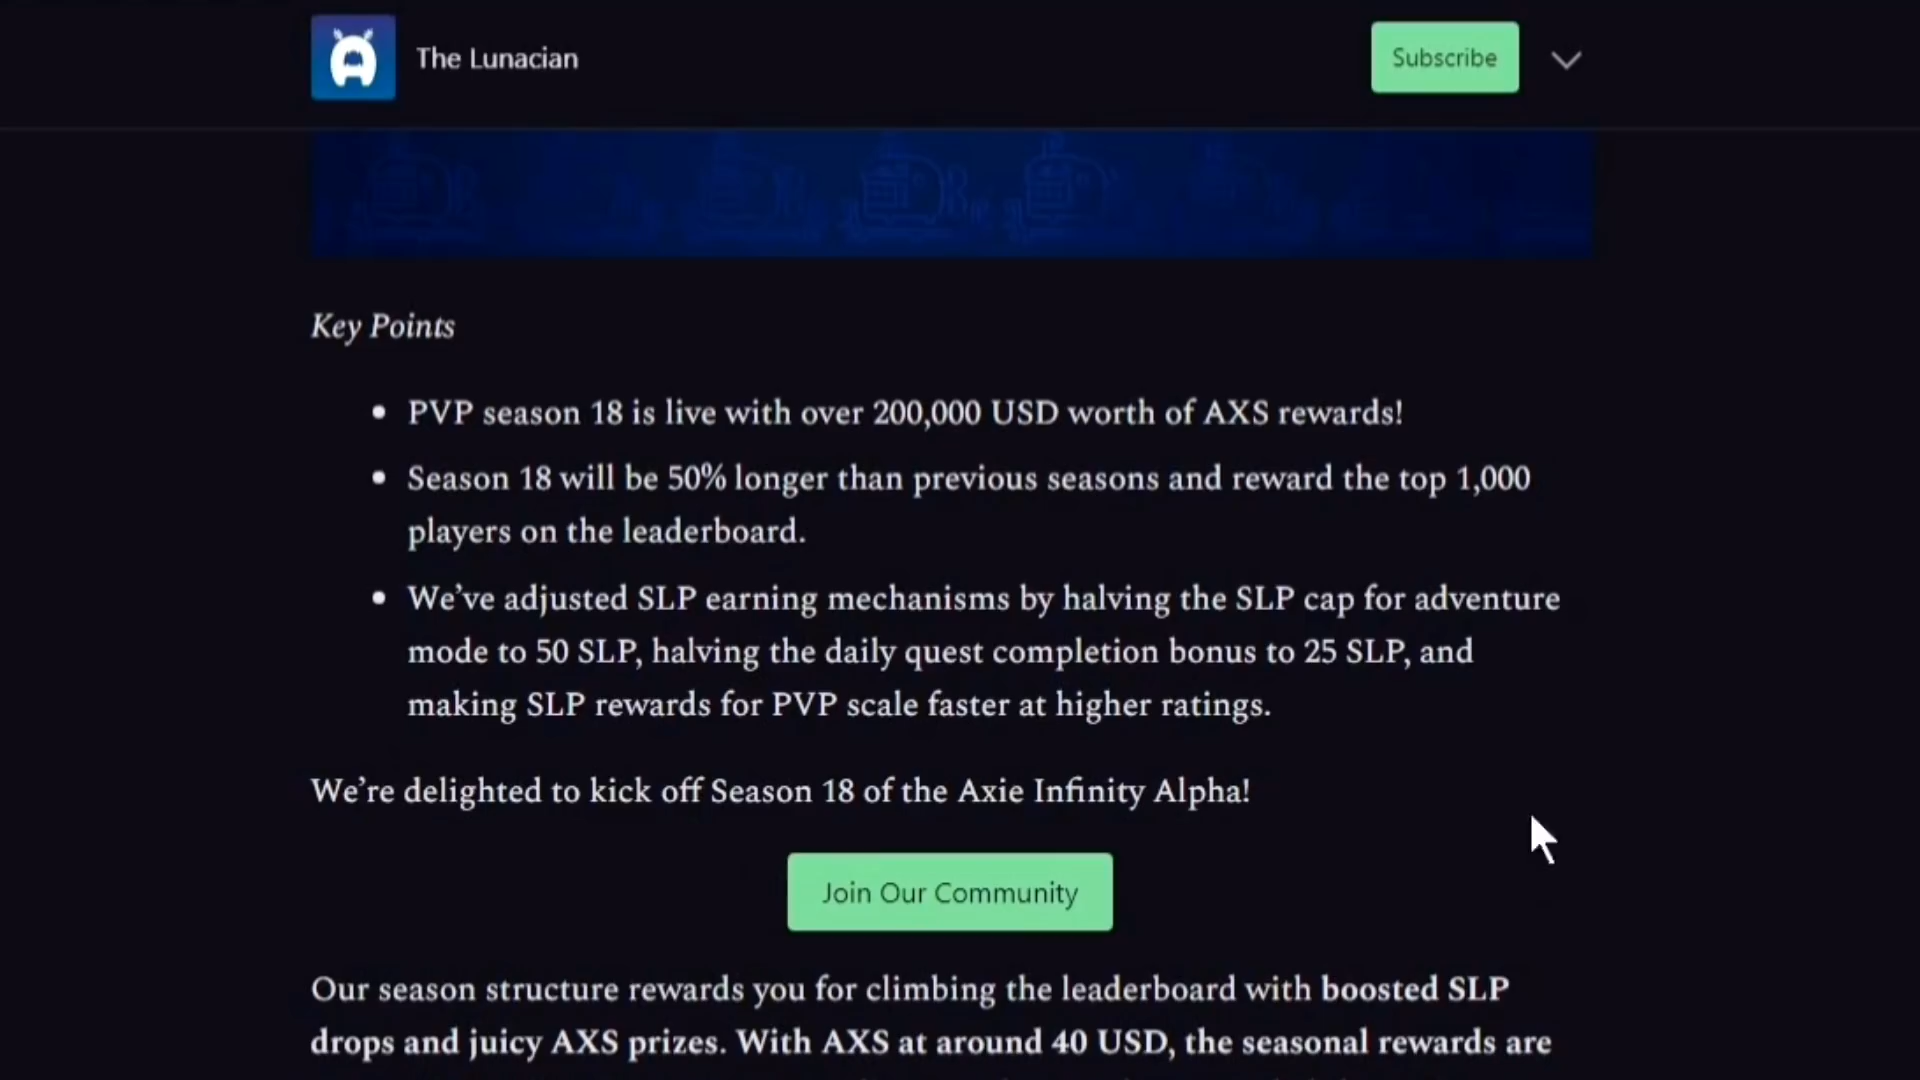 The Lunacian
Subscribe
Key Points
• PVP season 18 is live with over 200,000 USD worth of AXS rewards!
• Season 18 will be 50% longer than previous seasons and reward the top 1,000
players on the leaderboard.
• We’ve adjusted SLP earning mechanisms by halving the SLP cap for adventure
mode to 50 SLP, halving the daily quest completion bonus to 25 SLP, and
making SLP rewards for PVP scale faster at higher ratings.
We’re delighted to kick off Season 18 of the Axie Infinity Alpha!
Join Our Community
Our season structure rewards you for climbing the leaderboard with boosted SLP
drops and juicy AXS prizes. With AXS at around 40 USD, the seasonal rewards are